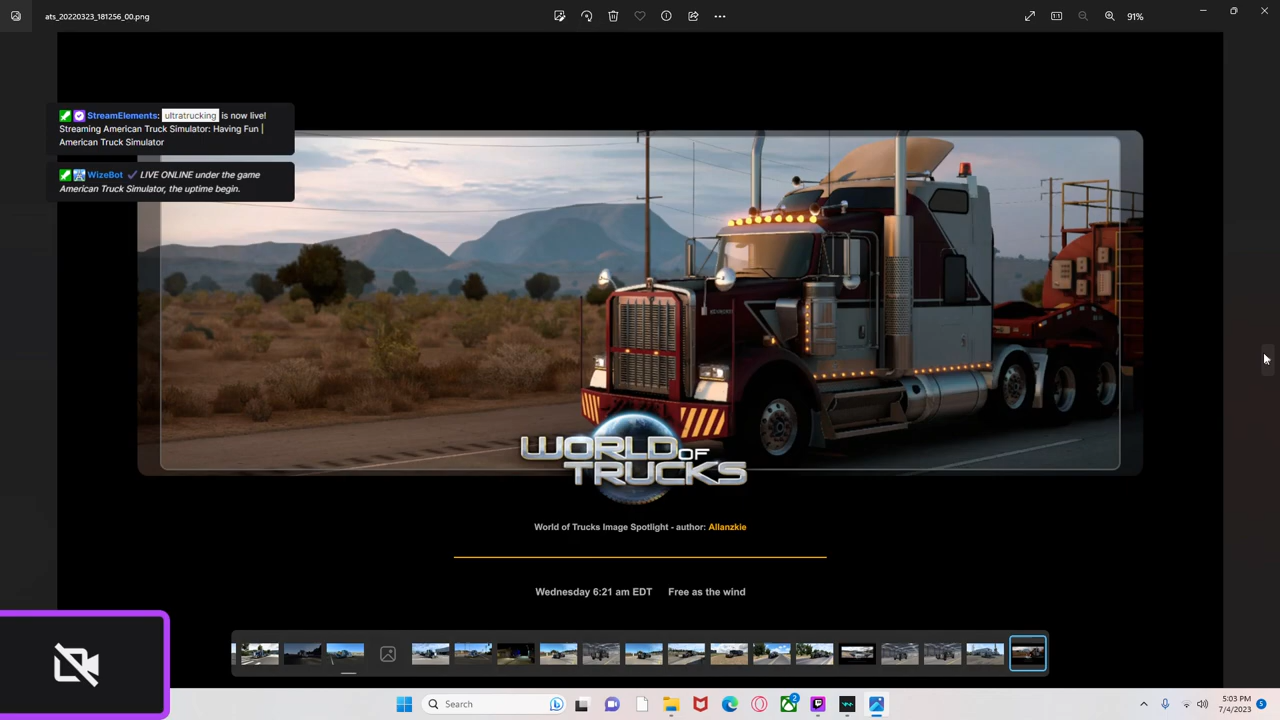 ats_20220323_181256_00.png
91%
StreamElements: ultratrucking is now live!
Streaming American Truck Simulator: Having Fun |
American Truck Simulator
WizeBot LIVE ONLINE under the game
American Truck Simulator, the uptime begin.
WORLD OF
TRUCKS
World of Trucks Image Spotlight - author: Allanzkie
Wednesday 6:21 am EDT Free as the wind
Search
2
5:03 PM
7/4/2023
5